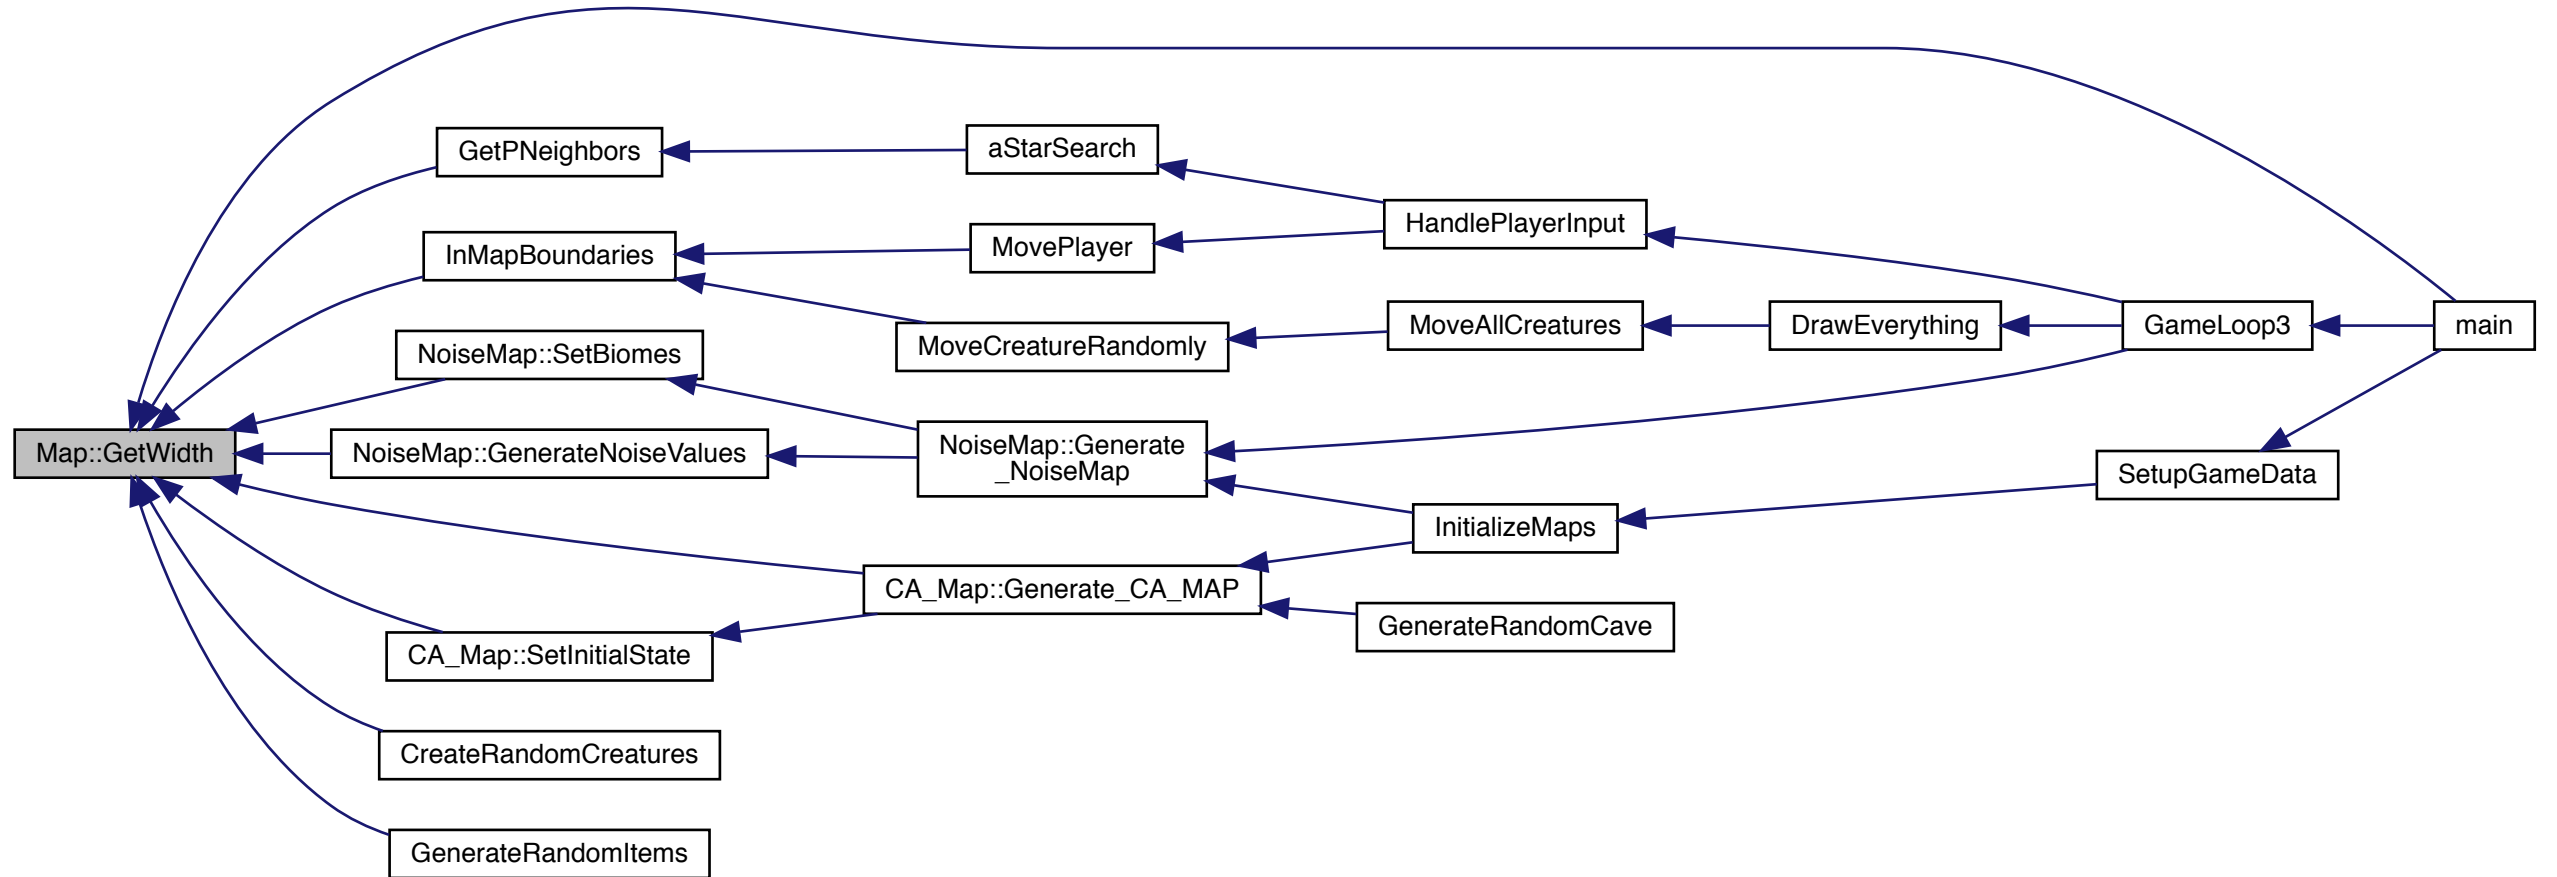 GetPNeighbors
aStarSearch
HandlePlayerInput
InMapBoundaries
MovePlayer
NoiseMap::SetBiomes
MoveCreatureRandomly
MoveAllCreatures
DrawEverything
GameLoop3
main
Map::GetWidth
NoiseMap::GenerateNoiseValues
NoiseMap::Generate
_NoiseMap
SetupGameData
InitializeMaps
CA_Map::Generate_CA_MAP
GenerateRandomCave
CA_Map::SetInitialState
CreateRandomCreatures
GenerateRandomItems